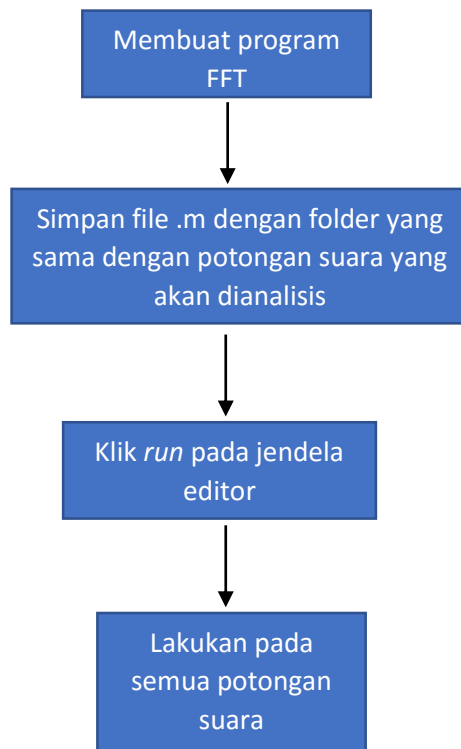 Membuat program
FFT
Simpan file .m dengan folder yang
sama dengan potongan suara yang
akan dianalisis
Klik run pada jendela
editor
Lakukan pada
semua potongan
suara